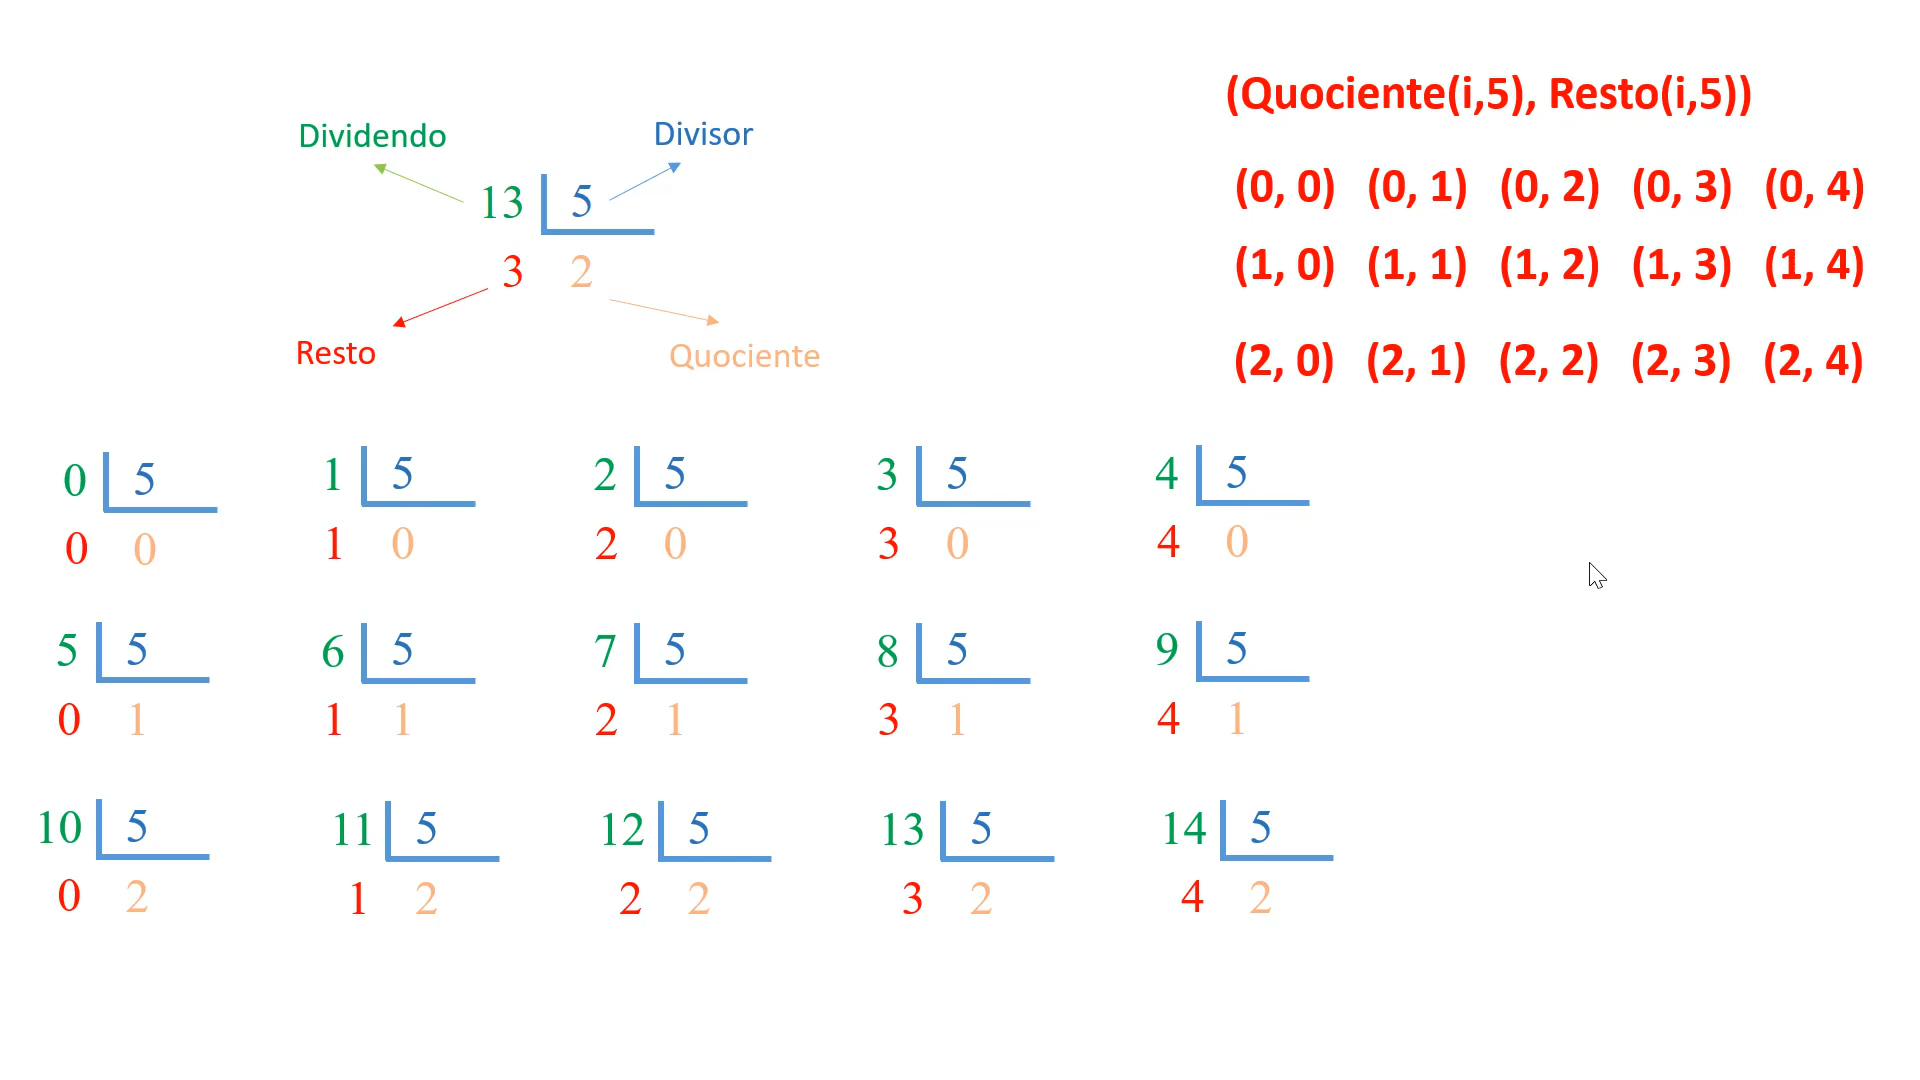 (Quociente(i,5), Resto(i,5))
Dividendo Divisor
13 5
3 2
Resto Quociente
(0, 0) (0, 1) (0, 2) (0, 3) (0, 4)
(1, 0) (1, 1) (1, 2) (1, 3) (1, 4)
(2, 0) (2, 1) (2, 2) (2, 3) (2, 4)
0 5 1 5 2 5 3 5 4 5
0 0 1 0 2 0 3 0 4 0
5 5 6 5 7 5 8 5 9 5
0 1 1 1 2 1 3 1 4 1
10 5 11 5 12 5 13 5 14 5
0 2 1 2 2 2 3 2 4 2